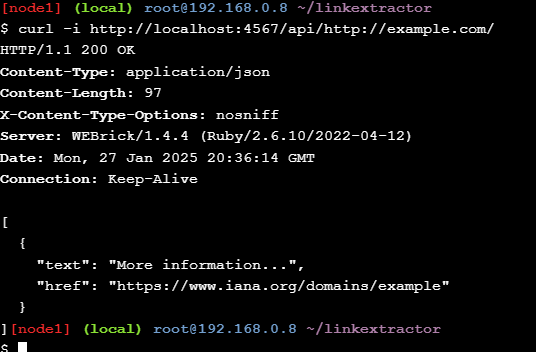 [node1] (local) root@192.168.0.8 ~/linkextractor
$ curl -i http://localhost:4567/api/http://example.com/
HTTP/1.1 200 OK
Content-Type: application/json
Content-Length: 97
X-Content-Type-Options: nosniff
Server: WEBrick/1.4.4 (Ruby/2.6.10/2022-04-12)
Date: Mon, 27 Jan 2025 20:36:14 GMT
Connection: Keep-Alive

[
  {
    "text": "More information...",
    "href": "https://www.iana.org/domains/example"
  }
][node1] (local) root@192.168.0.8 ~/linkextractor
$